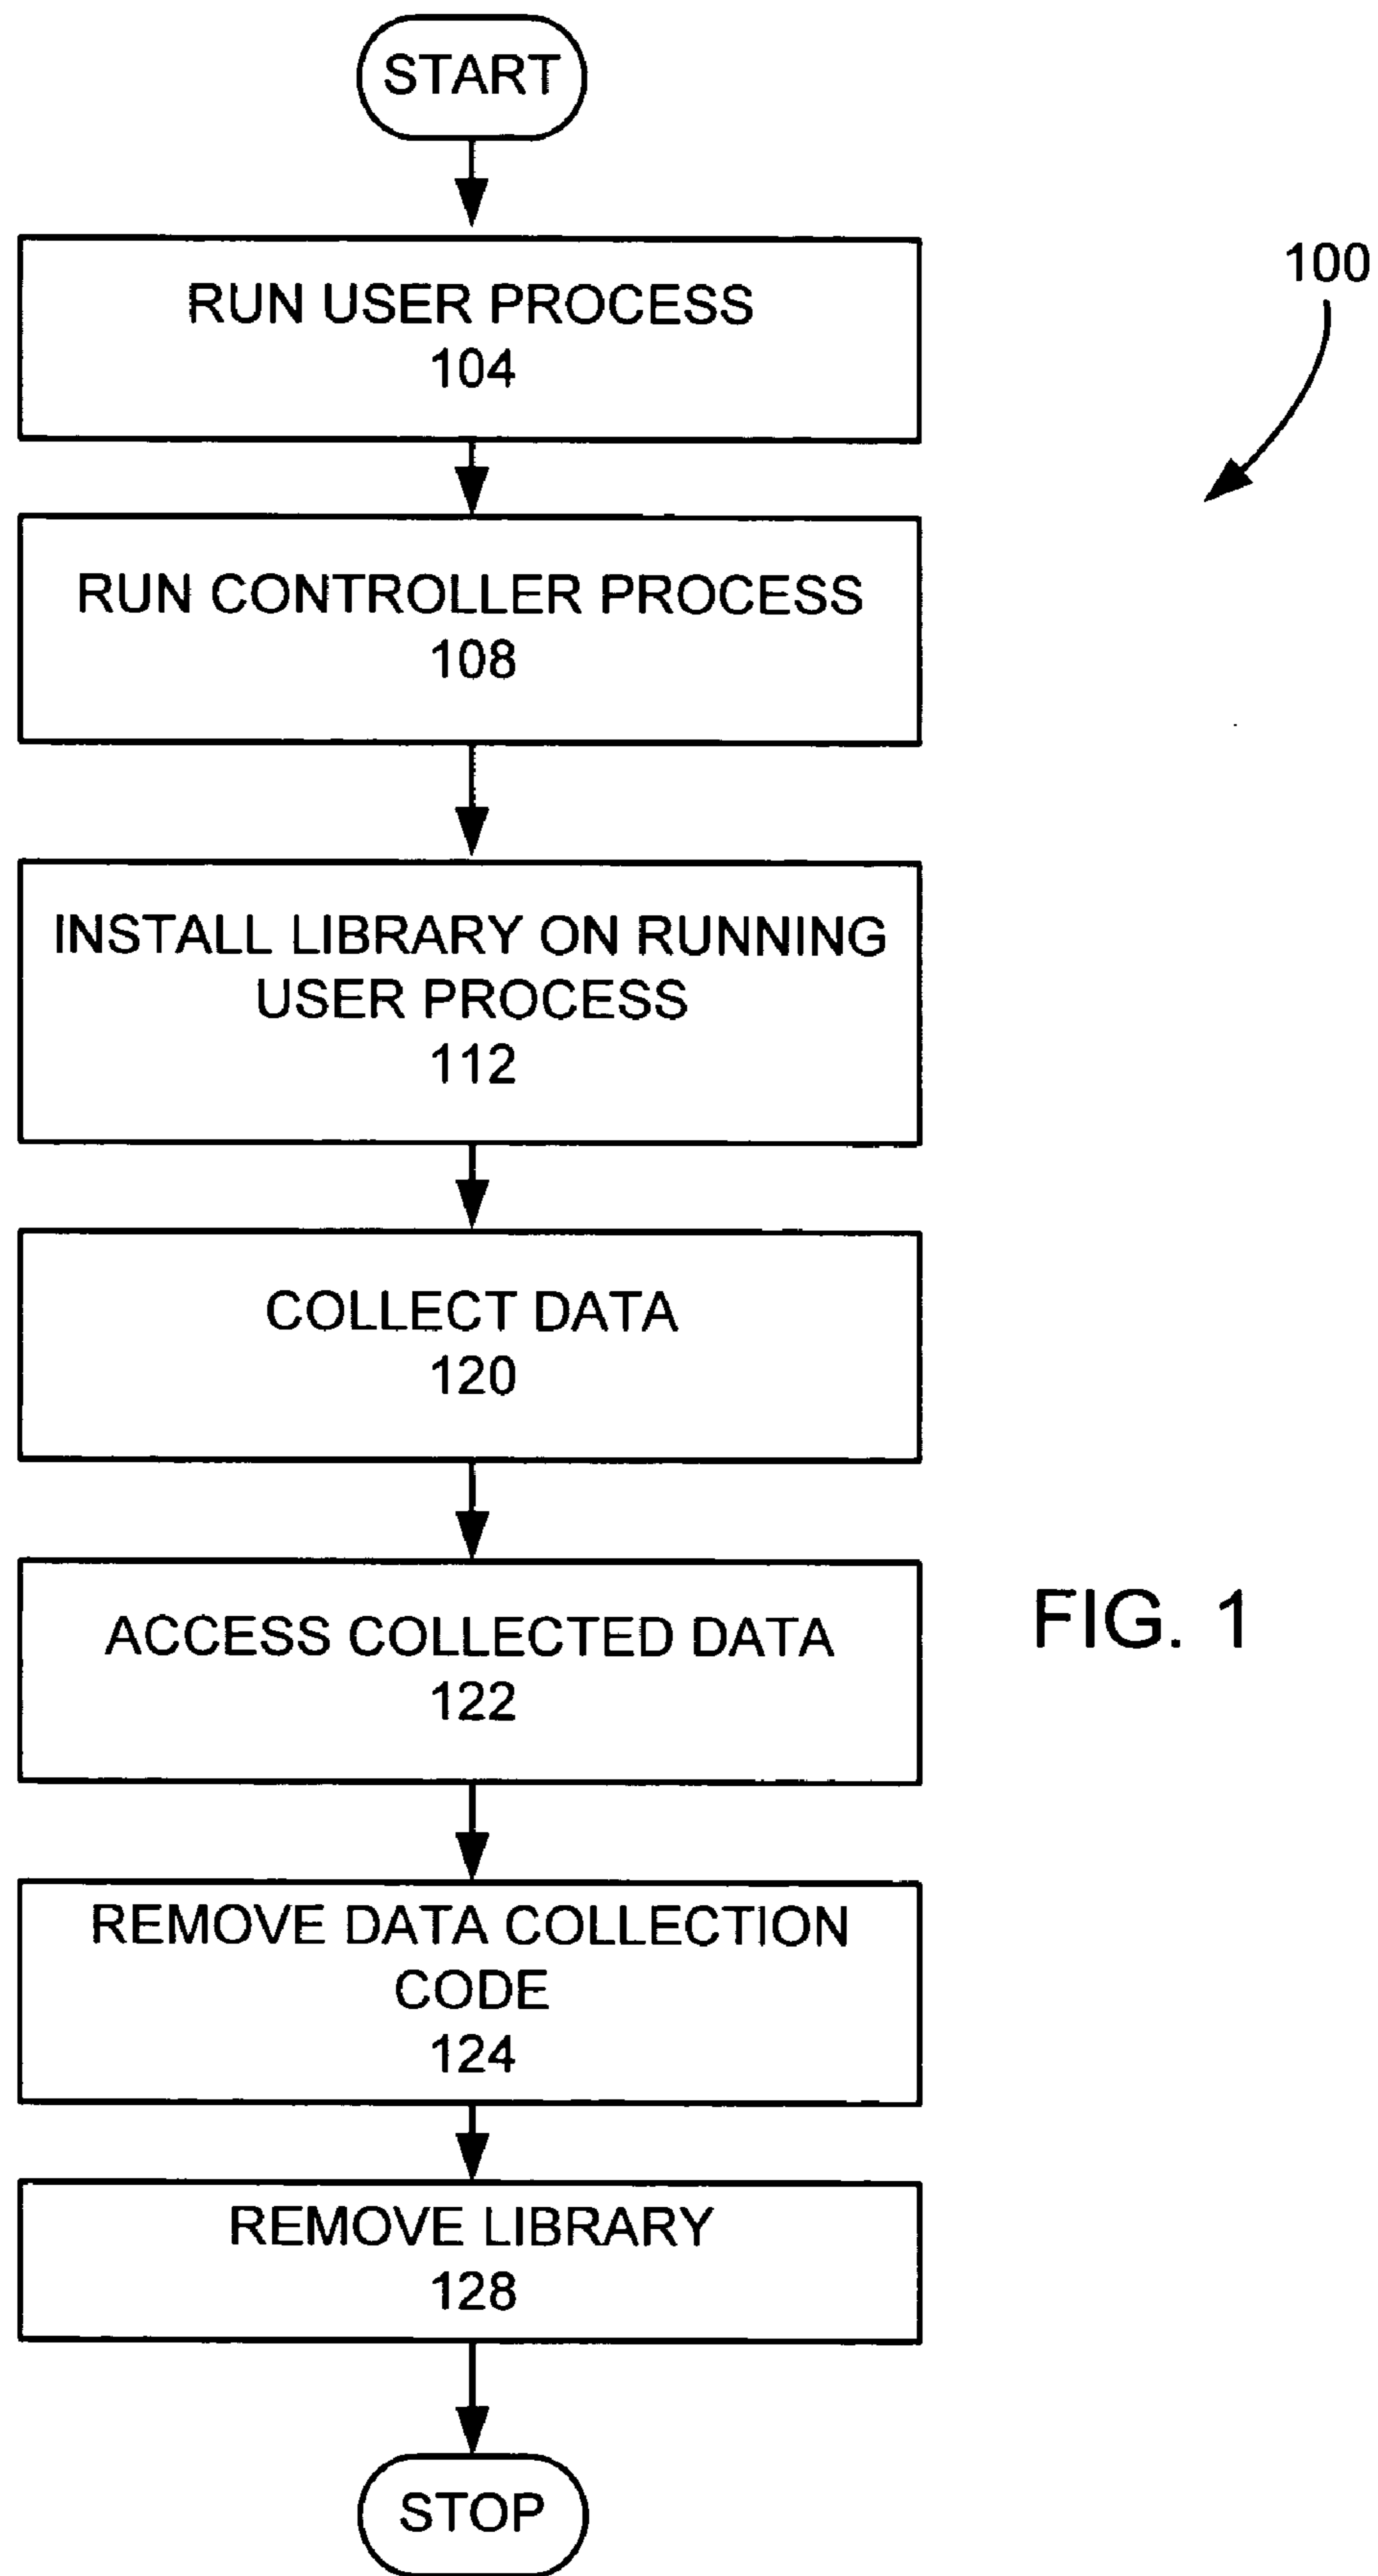 START
RUN USER PROCESS
104
100
RUN CONTROLLER PROCESS
108
INSTALL LIBRARY ON RUNNING
USER PROCESS
112
COLLECT DATA
120
ACCESS COLLECTED DATA
122
FIG. 1
REMOVE DATA COLLECTION
CODE
124
REMOVE LIBRARY
128
STOP